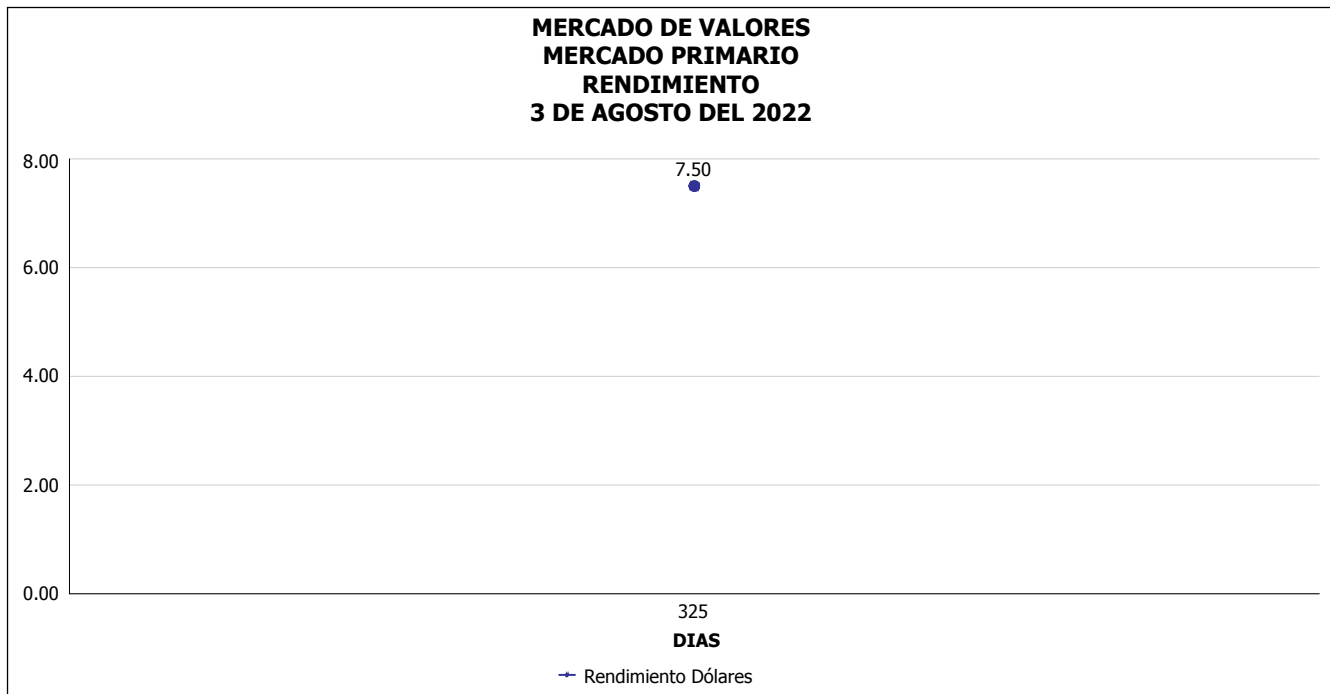 MERCADO DE VALORES
MERCADO PRIMARIO
RENDIMIENTO
3 DE AGOSTO DEL 2022
8.00
7.50
6.00
4.00
2.00
0.00
325
DIAS
Rendimiento Dólares